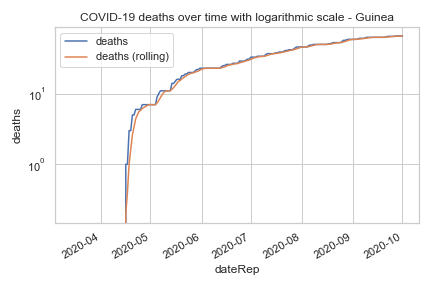 COVID-19 deaths over time with logarithmic scale - Guinea
deaths
deaths (rolling)
10¹
10⁰
deaths
2020-04
2020-05
2020-06
2020-07
2020-08
2020-09
2020-10
dateRep